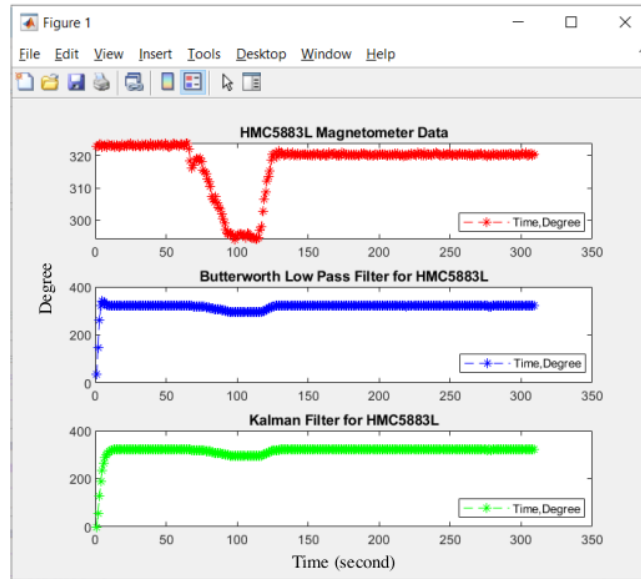 Figure 1
File Edit View Insert Tools Desktop Window Help
HMC5883L Magnetometer Data
320
300
Time,Degree
0 50 100 150 200 250 300 350
Degree
Butterworth Low Pass Filter for HMC5883L
400
200
0
Time,Degree
0 50 100 150 200 250 300 350
Kalman Filter for HMC5883L
400
200
0
Time,Degree
0 50 100 150 200 250 300 350
Time (second)